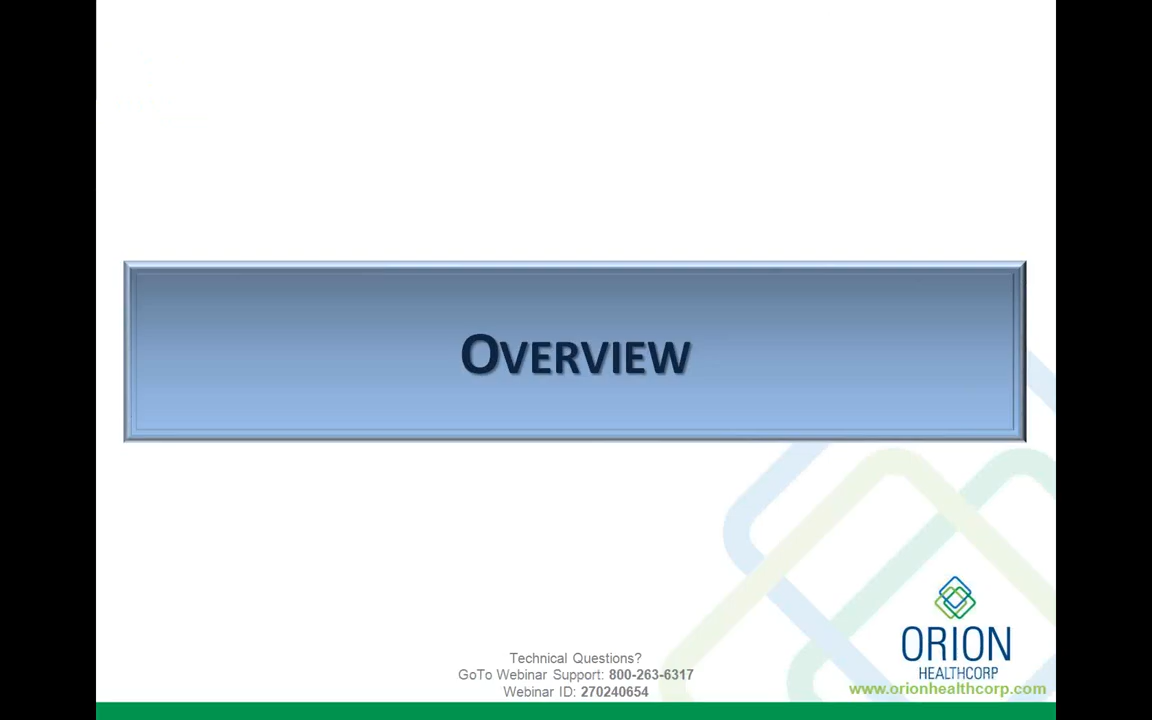 OVERVIEW
Technical Questions?
GoTo Webinar Support: 800-263-6317
Webinar ID: 270240654
ORION
HEALTHCORP
www.orionhealthcorp.com